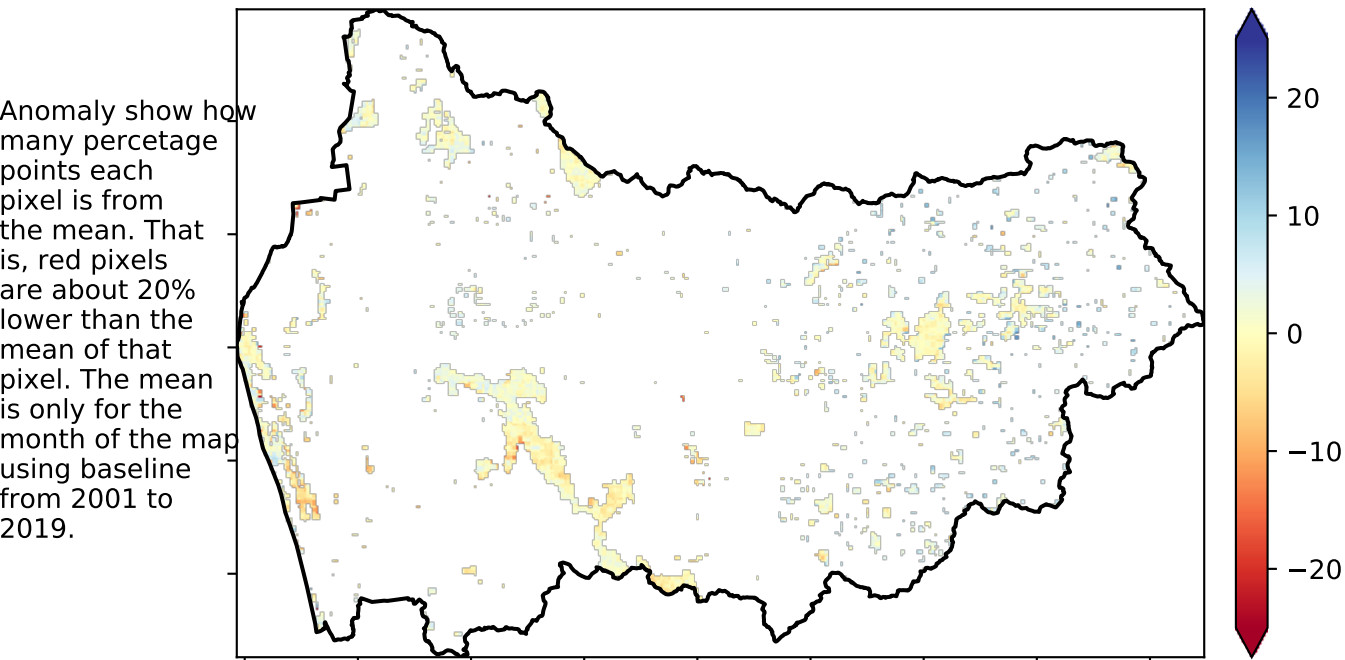 Anomaly show how
many percetage
points each
pixel is from
the mean. That
is, red pixels
are about 20%
lower than the
mean of that
pixel. The mean
is only for the
month of the map
using baseline
from 2001 to
2019.
20
10
0
−10
−20